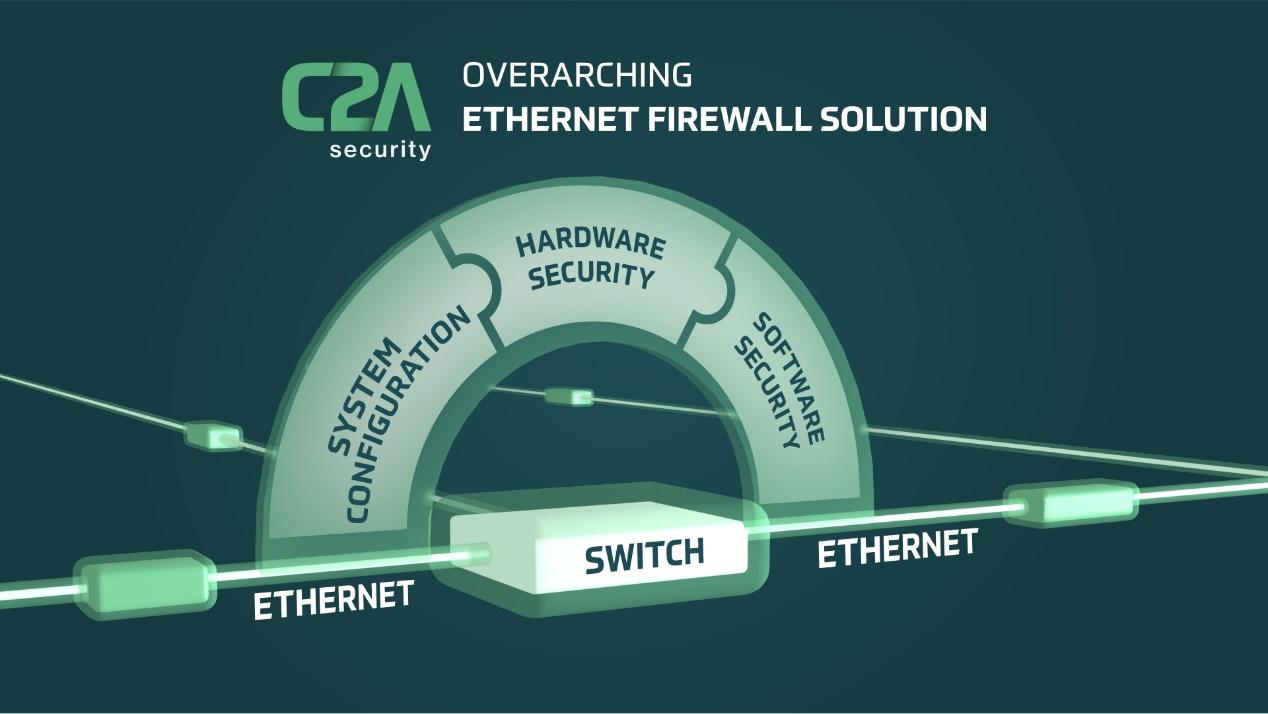 C2A
security
OVERARCHING
ETHERNET FIREWALL SOLUTION
HARDWARE
SECURITY
SYSTEM
CONFIGURATION
SOFTWARE
SECURITY
SWITCH
ETHERNET
ETHERNET